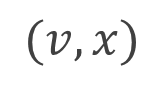 (v, x)